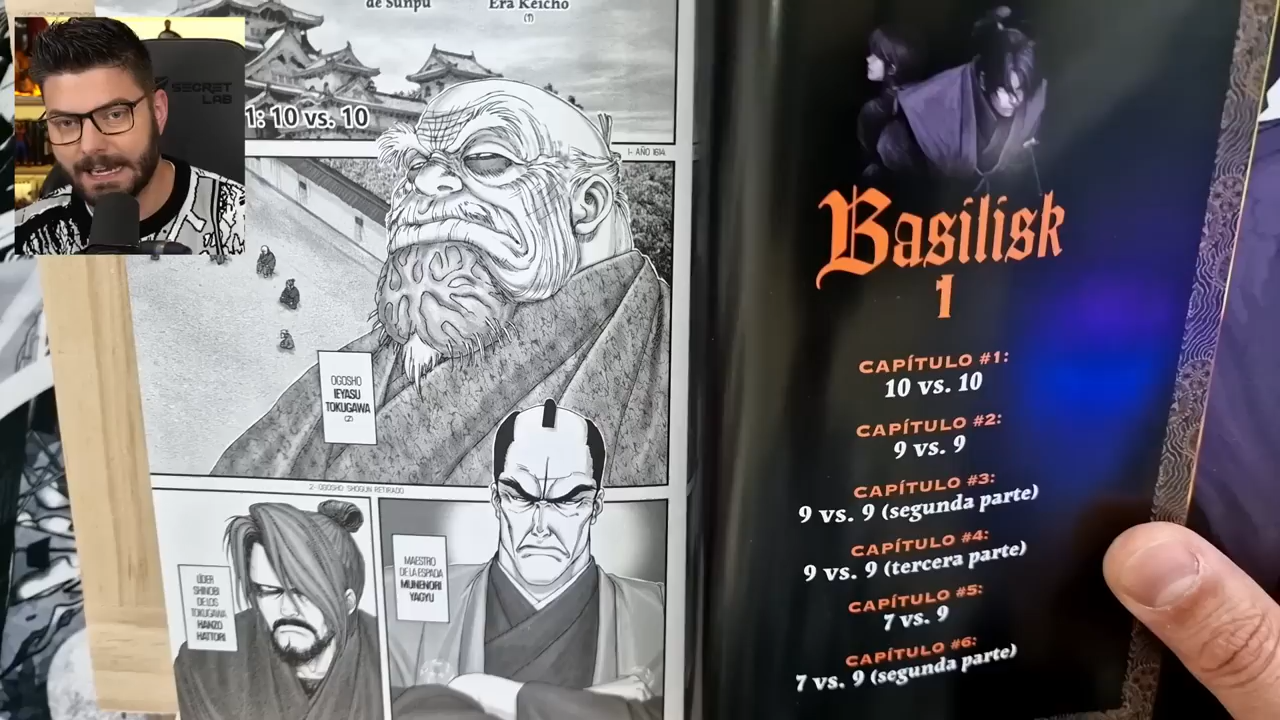 de Sunpu
Era Keicho
(1)
SECRET
LAB
1: 10 vs. 10
1- AÑO 1614
OGOSHO
IEYASU
TOKUGAWA
(2)
2- OGOSHO: SHOGUN RETIRADO
LÍDER
SHINOBI
DE LOS
TOKUGAWA
HANZO
HATTORI
MAESTRO
DE LA ESPADA
MUNENORI
YAGYU
Basilisk
1
CAPÍTULO #1:
10 vs. 10
CAPÍTULO #2:
9 vs. 9
CAPÍTULO #3:
9 vs. 9 (segunda parte)
CAPÍTULO #4:
9 vs. 9 (tercera parte)
CAPÍTULO #5:
7 vs. 9
CAPÍTULO #6:
7 vs. 9 (segunda parte)